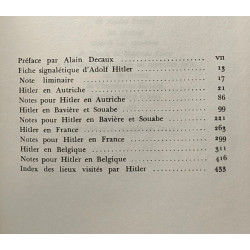 Préface par Alain Decaux . . . . . . . . . . vii
Fiche signalétique d'Adolf Hitler . . . . . . . 13
Note liminaire . . . . . . . . . . . . . . . 17
Hitler en Autriche . . . . . . . . . . . . . 21
Notes pour Hitler en Autriche . . . . . . . . 86
Hitler en Bavière et Souabe . . . . . . . . . 99
Notes pour Hitler en Bavière et Souabe . . . . 221
Hitler en France . . . . . . . . . . . . . . 263
Notes pour Hitler en France . . . . . . . . . 299
Hitler en Belgique . . . . . . . . . . . . . 311
Notes pour Hitler en Belgique . . . . . . . . 416
Index des lieux visités par Hitler . . . . . . 433